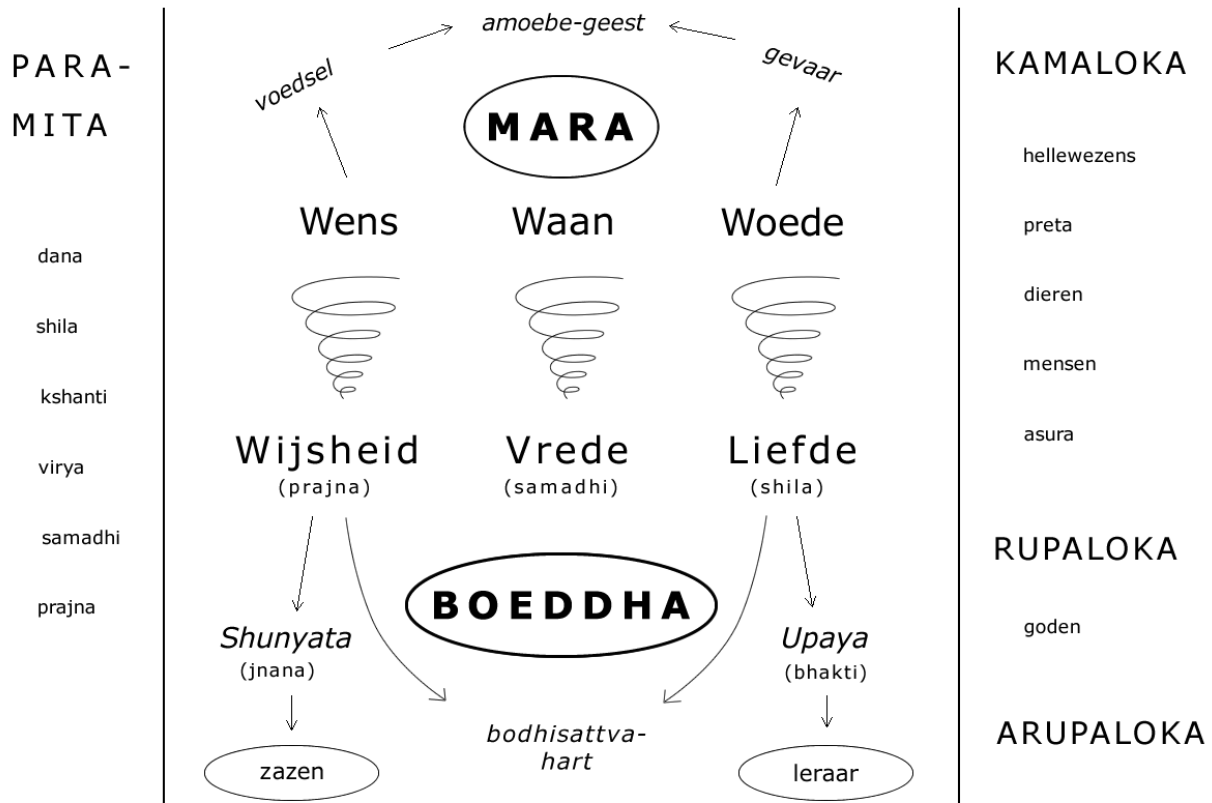 PARA-
MITA
dana
shila
kshanti
virya
samadhi
prajna
amoebe-geest
voedsel
gevaar
MARA
Wens
Waan
Woede
Wijsheid
(prajna)
Vrede
(samadhi)
Liefde
(shila)
BOEDDHA
Shunyata
(jnana)
Upaya
(bhakti)
bodhisattva-
hart
zazen
leraar
KAMALOKA
hellewezens
preta
dieren
mensen
asura
RUPALOKA
goden
ARUPALOKA